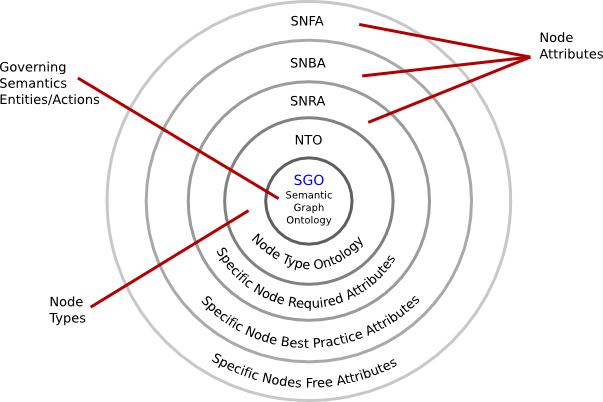 SNFA
Node
Attributes
SNBA
Governing
Semantics
Entities/Actions
SNRA
NTO
SGO
Semantic
Graph
Ontology
Node Type Ontology
Specific Node Required Attributes
Specific Node Best Practice Attributes
Specific Nodes Free Attributes
Node
Types